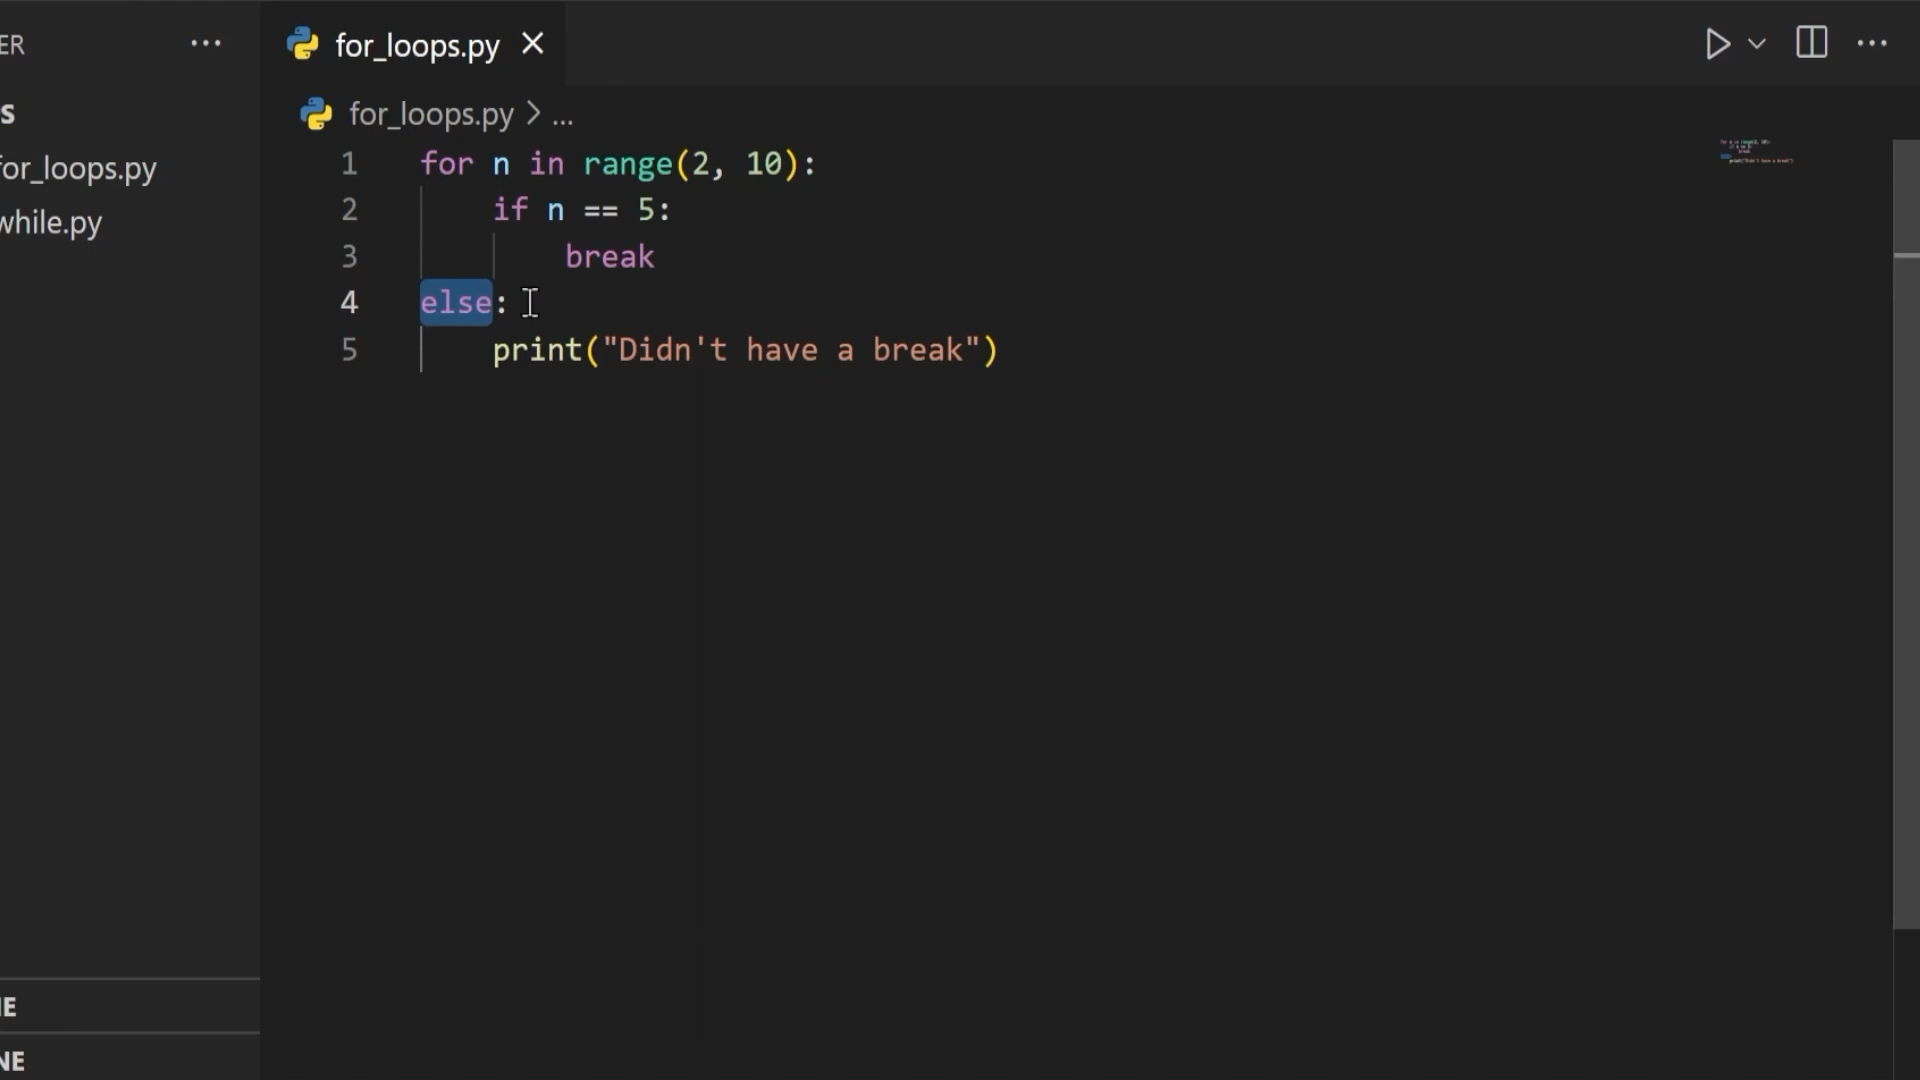 ER
for_loops.py
for_loops.py > ...
S
for_loops.py
while.py
1 for n in range(2, 10):
2 if n == 5:
3 break
4 else:
5 print("Didn't have a break")
NE